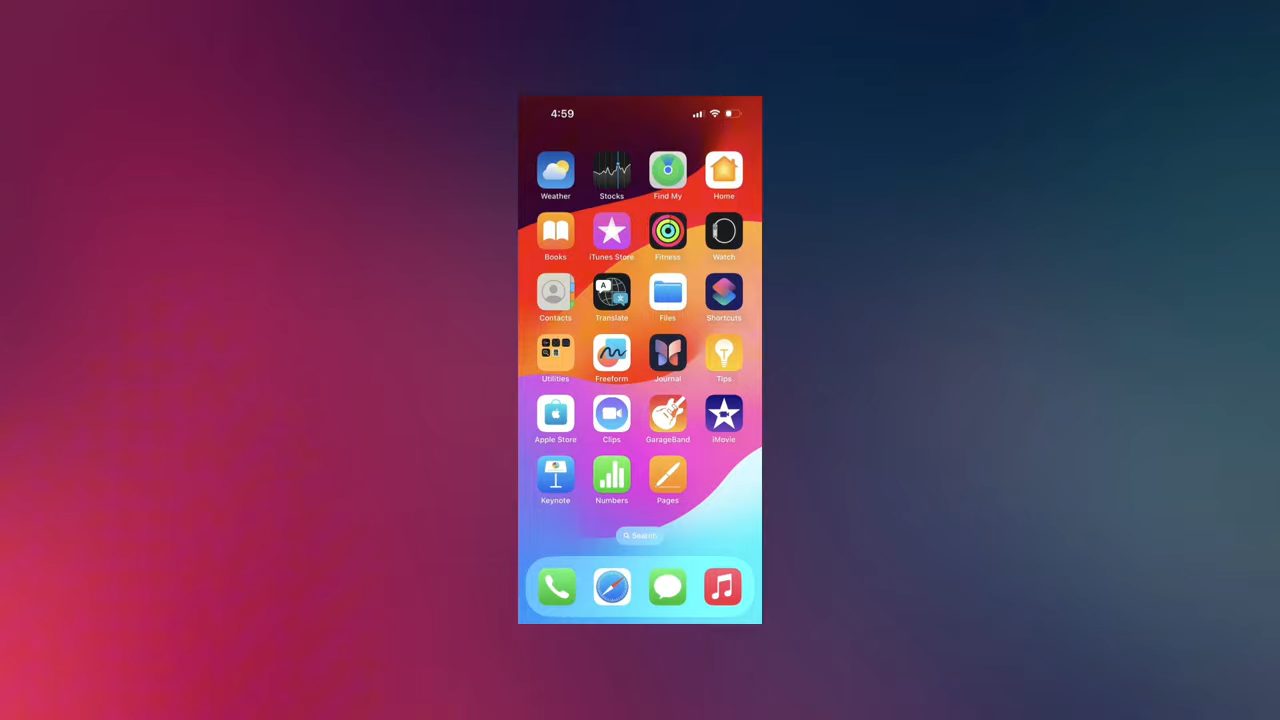 4:59
Weather Stocks Find My Home
Books iTunes Store Fitness Watch
Contacts Translate Files Shortcuts
Utilities Freeform Journal Tips
Apple Store Clips GarageBand iMovie
Keynote Numbers Pages
Search